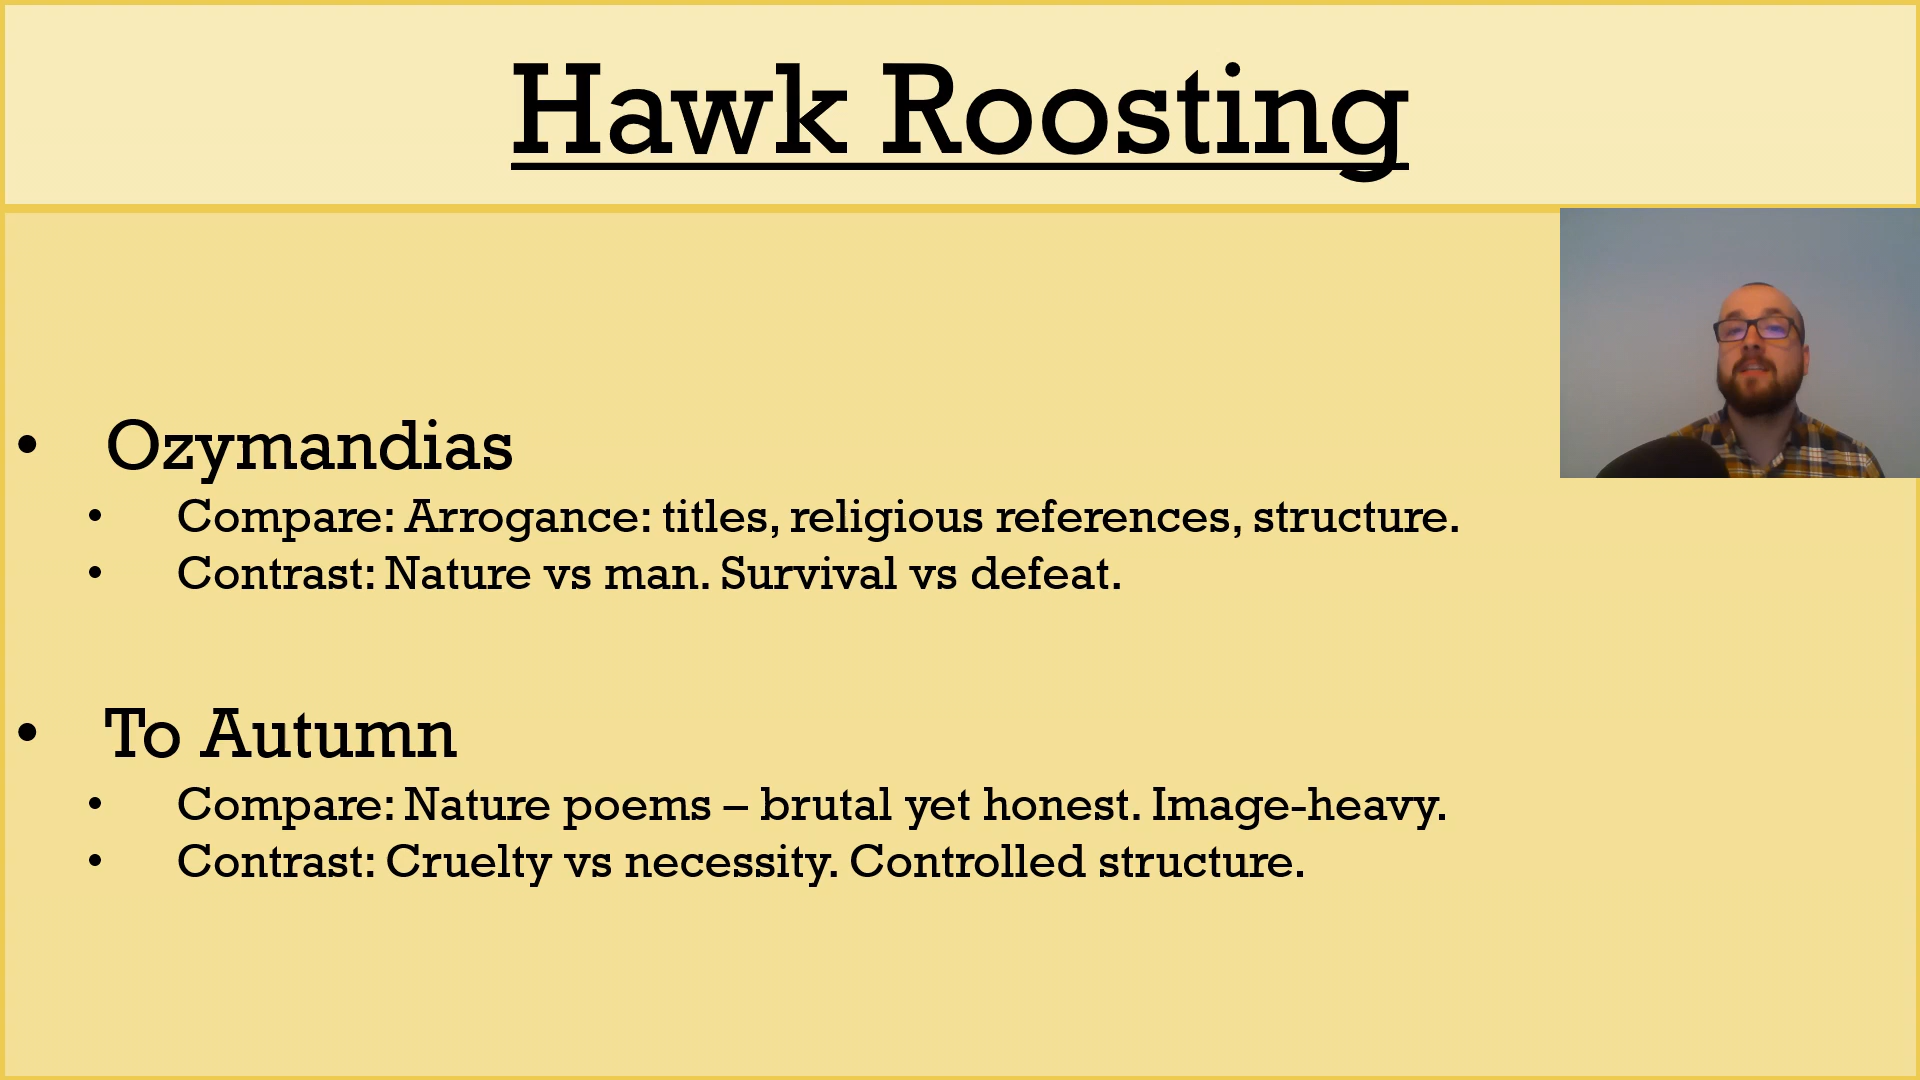 Hawk Roosting
• Ozymandias
• Compare: Arrogance: titles, religious references, structure.
• Contrast: Nature vs man. Survival vs defeat.
• To Autumn
• Compare: Nature poems – brutal yet honest. Image-heavy.
• Contrast: Cruelty vs necessity. Controlled structure.